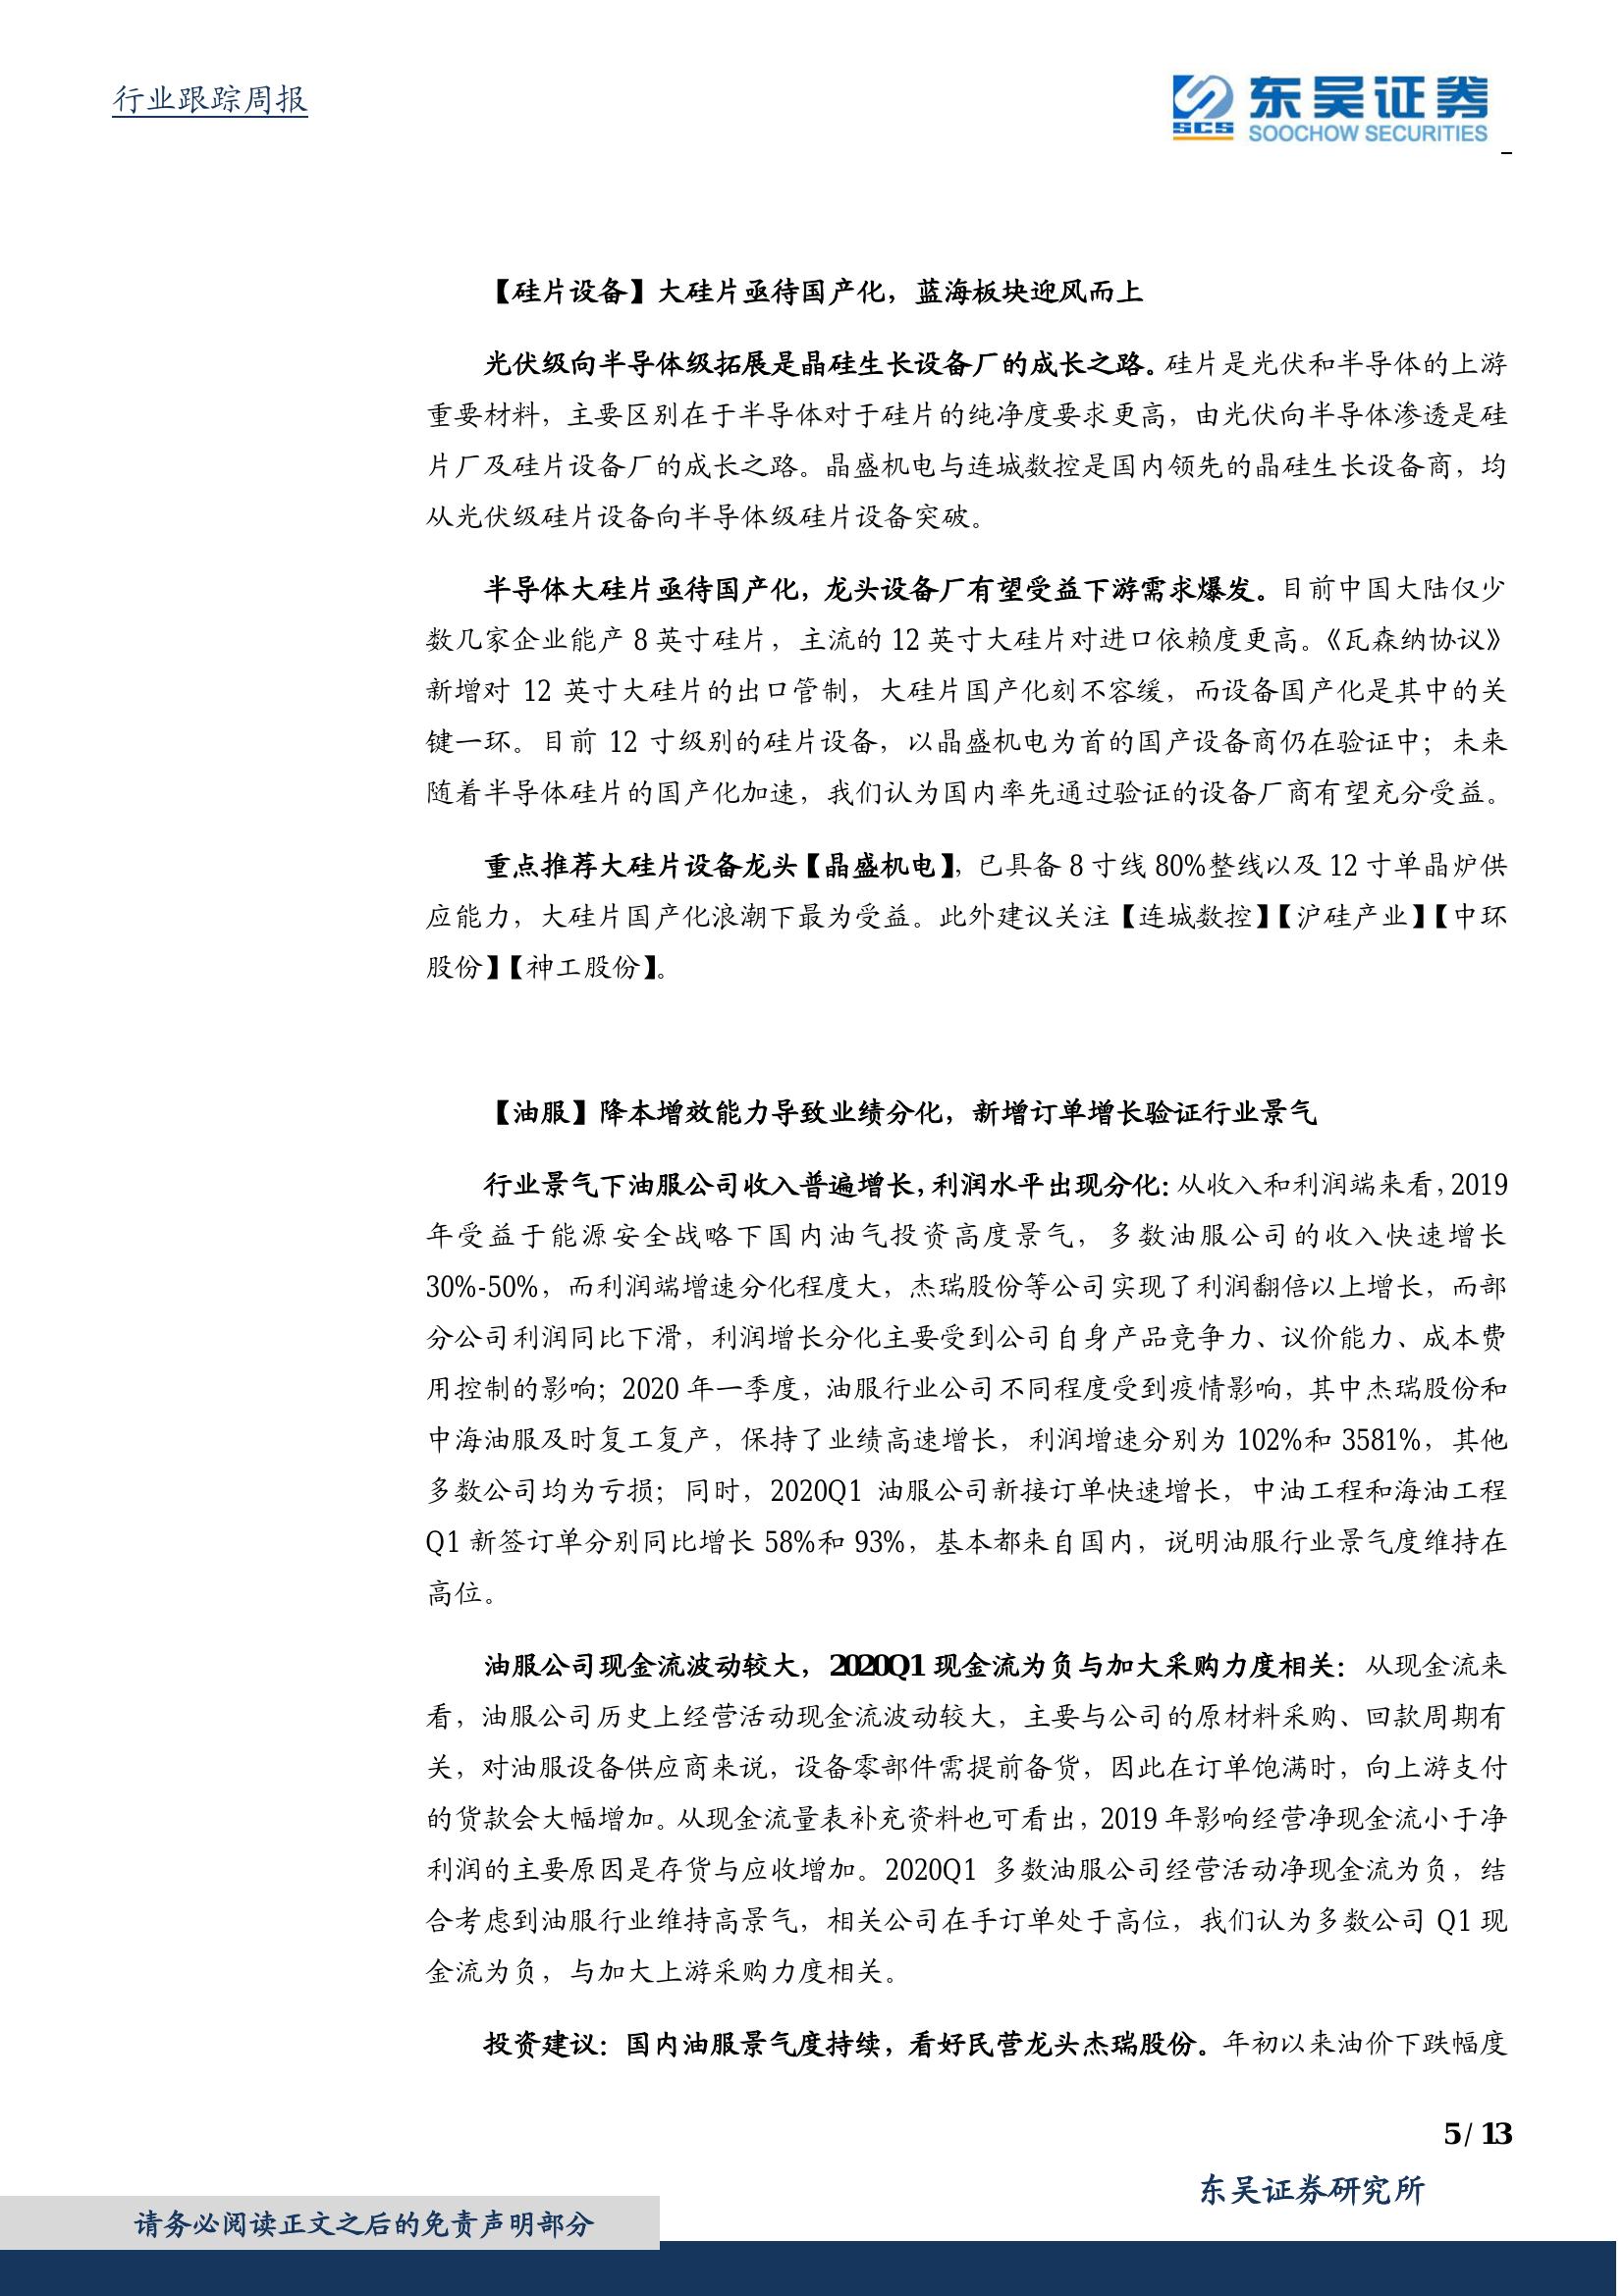 行业跟踪周报
东吴证券
SCS
SOOCHOW SECURITIES
【硅片设备】大硅片亟待国产化，蓝海板块迎风而上
光伏级向半导体级拓展是晶硅生长设备厂的成长之路。硅片是光伏和半导体的上游
重要材料，主要区别在于半导体对于硅片的纯净度要求更高，由光伏向半导体渗透是硅
片厂及硅片设备厂的成长之路。晶盛机电与连城数控是国内领先的晶硅生长设备商，均
从光伏级硅片设备向半导体级硅片设备突破。
半导体大硅片亟待国产化，龙头设备厂有望受益下游需求爆发。目前中国大陆仅少
数几家企业能产 8 英寸硅片，主流的 12 英寸大硅片对进口依赖度更高。《瓦森纳协议》
新增对 12 英寸大硅片的出口管制，大硅片国产化刻不容缓，而设备国产化是其中的关
键一环。目前 12 寸级别的硅片设备，以晶盛机电为首的国产设备商仍在验证中；未来
随着半导体硅片的国产化加速，我们认为国内率先通过验证的设备厂商有望充分受益。
重点推荐大硅片设备龙头【晶盛机电】，已具备 8 寸线 80%整线以及 12 寸单晶炉供
应能力，大硅片国产化浪潮下最为受益。此外建议关注【连城数控】【沪硅产业】【中环
股份】【神工股份】。
【油服】降本增效能力导致业绩分化，新增订单增长验证行业景气
行业景气下油服公司收入普遍增长，利润水平出现分化：从收入和利润端来看，2019
年受益于能源安全战略下国内油气投资高度景气，多数油服公司的收入快速增长
30%-50%，而利润端增速分化程度大，杰瑞股份等公司实现了利润翻倍以上增长，而部
分公司利润同比下滑，利润增长分化主要受到公司自身产品竞争力、议价能力、成本费
用控制的影响；2020 年一季度，油服行业公司不同程度受到疫情影响，其中杰瑞股份和
中海油服及时复工复产，保持了业绩高速增长，利润增速分别为 102%和 3581%，其他
多数公司均为亏损；同时，2020Q1 油服公司新接订单快速增长，中油工程和海油工程
Q1 新签订单分别同比增长 58%和 93%，基本都来自国内，说明油服行业景气度维持在
高位。
油服公司现金流波动较大，2020Q1 现金流为负与加大采购力度相关：从现金流来
看，油服公司历史上经营活动现金流波动较大，主要与公司的原材料采购、回款周期有
关，对油服设备供应商来说，设备零部件需提前备货，因此在订单饱满时，向上游支付
的货款会大幅增加。从现金流量表补充资料也可看出，2019 年影响经营净现金流小于净
利润的主要原因是存货与应收增加。2020Q1 多数油服公司经营活动净现金流为负，结
合考虑到油服行业维持高景气，相关公司在手订单处于高位，我们认为多数公司 Q1 现
金流为负，与加大上游采购力度相关。
投资建议：国内油服景气度持续，看好民营龙头杰瑞股份。年初以来油价下跌幅度
5 / 13
东吴证券研究所
请务必阅读正文之后的免责声明部分